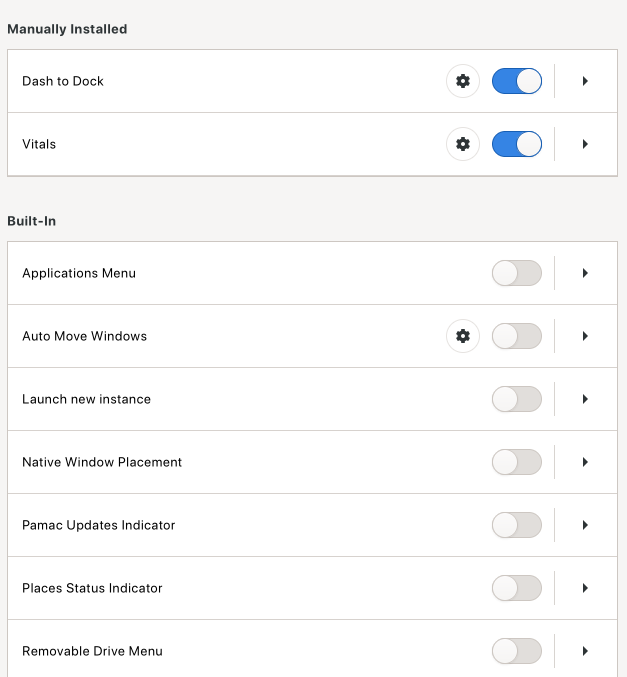 Manually Installed
Dash to Dock
Vitals
Built-In
Applications Menu
Auto Move Windows
Launch new instance
Native Window Placement
Pamac Updates Indicator
Places Status Indicator
Removable Drive Menu